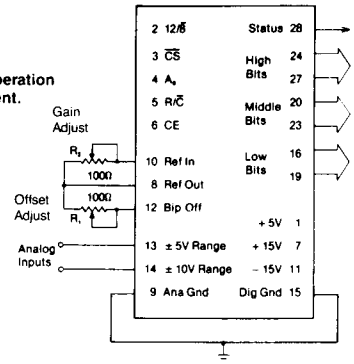 peration
ent.
Gain
Adjust
R₂
100Ω
100Ω
Offset
Adjust
R₁
Analog
Inputs
2 12/8̅
3 C̅S̅
4 Aₒ
5 R/C̅
6 CE
10 Ref In
8 Ref Out
12 Bip Off
13 ± 5V Range
14 ± 10V Range
9 Ana Gnd
Status 28
High 24
Bits 27
Middle 20
Bits 23
Low 16
Bits 19
+ 5V 1
+ 15V 7
− 15V 11
Dig Gnd 15